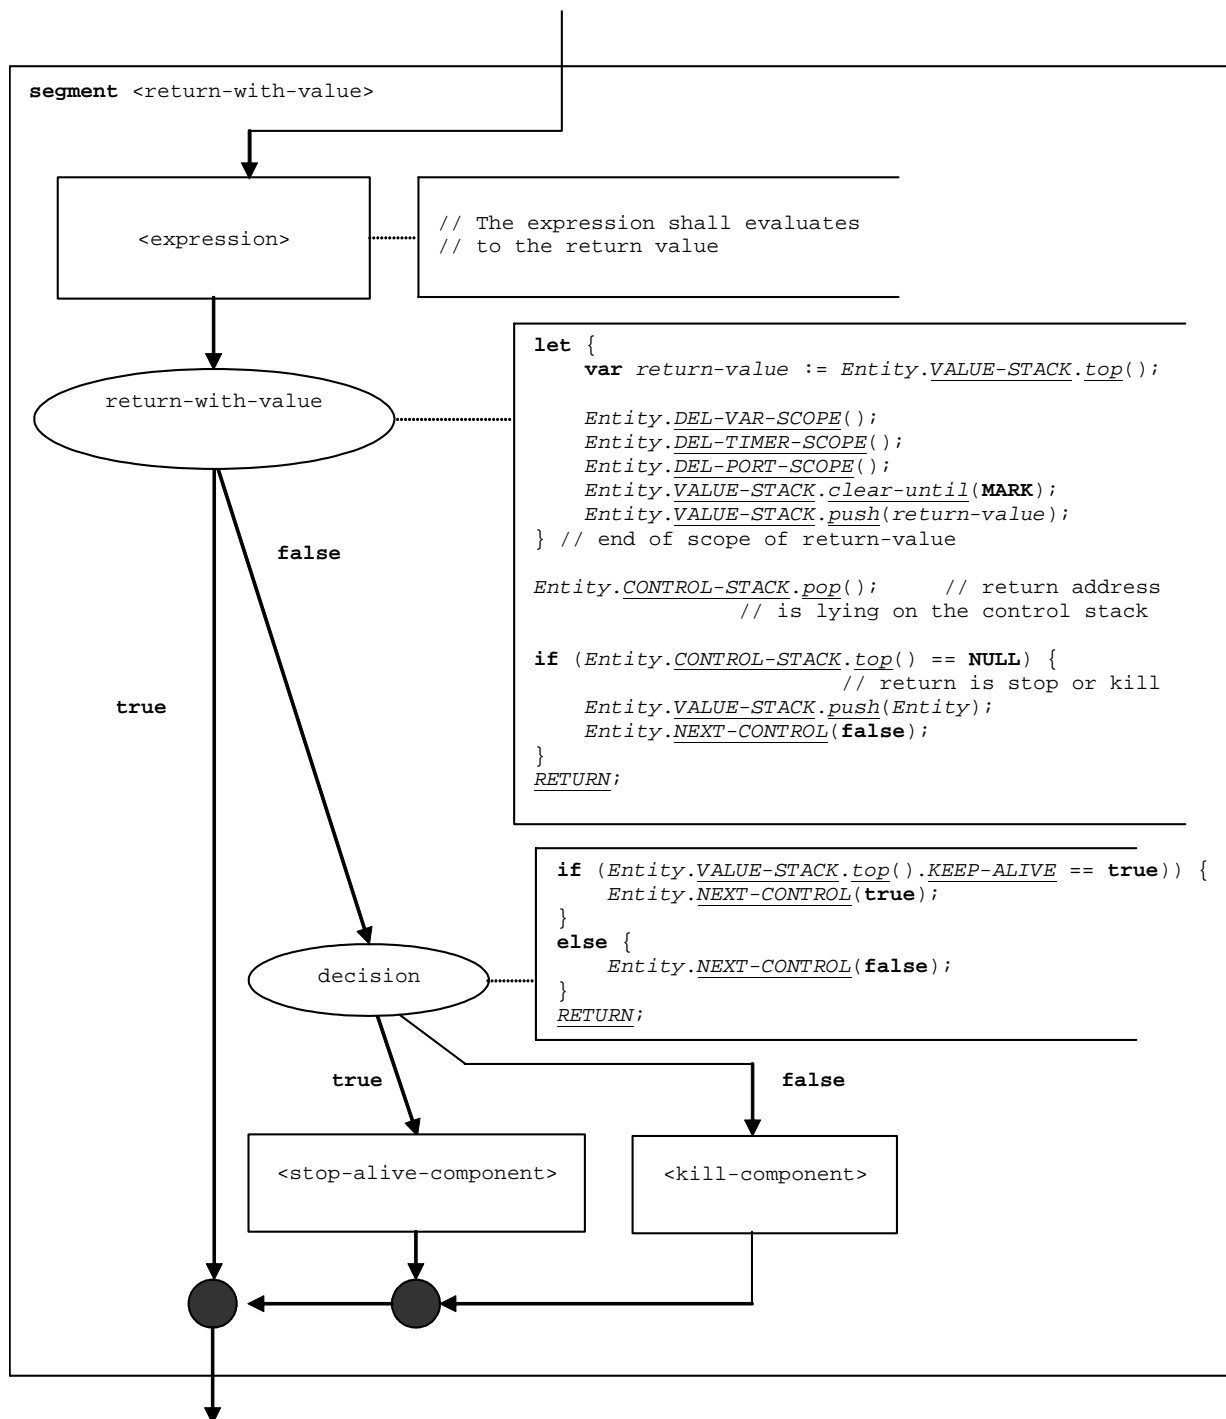 segment <return-with-value>
<expression>
// The expression shall evaluates
// to the return value
return-with-value
let {
var return-value := Entity.VALUE-STACK.top();
Entity.DEL-VAR-SCOPE();
Entity.DEL-TIMER-SCOPE();
Entity.DEL-PORT-SCOPE();
Entity.VALUE-STACK.clear-until(MARK);
Entity.VALUE-STACK.push(return-value);
} // end of scope of return-value
Entity.CONTROL-STACK.pop(); // return address
// is lying on the control stack
if (Entity.CONTROL-STACK.top() == NULL) {
// return is stop or kill
Entity.VALUE-STACK.push(Entity);
Entity.NEXT-CONTROL(false);
}
RETURN;
false
true
decision
if (Entity.VALUE-STACK.top().KEEP-ALIVE == true)) {
Entity.NEXT-CONTROL(true);
}
else {
Entity.NEXT-CONTROL(false);
}
RETURN;
true
false
<stop-alive-component>
<kill-component>